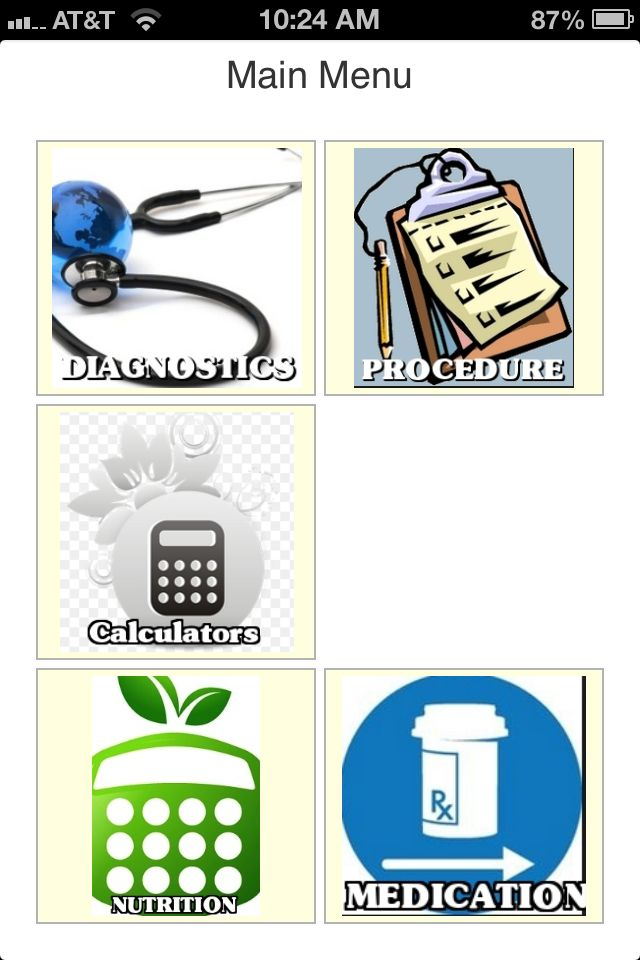 AT&T 10:24 AM 87%
Main Menu
DIAGNOSTICS PROCEDURE
Calculators
Rx
NUTRITION MEDICATION